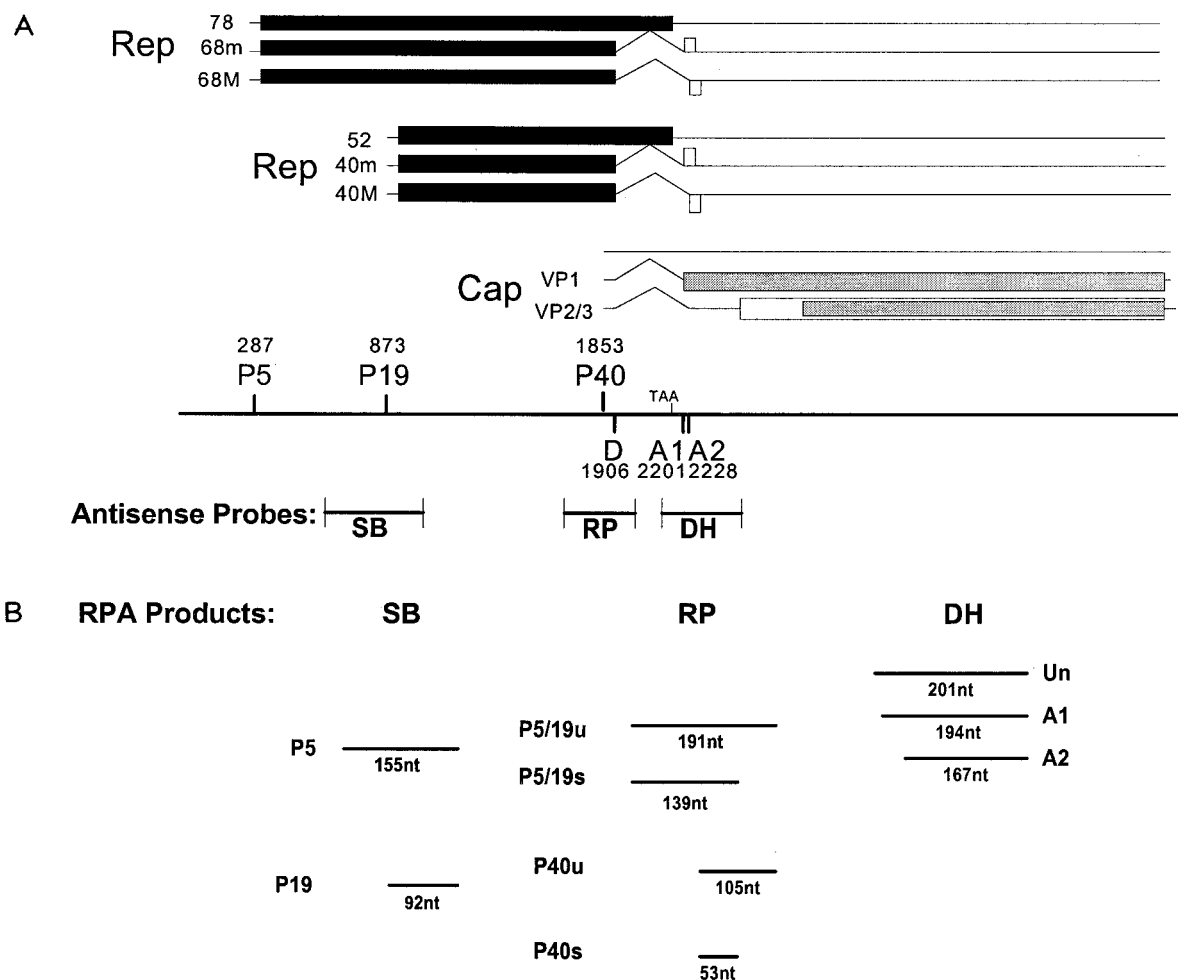 A
78
Rep 68m
68M
52
Rep 40m
40M
VP1
Cap
VP2/3
287 873 1853
P5 P19 P40
TAA
D A1 A2
1906 2201 2228
Antisense Probes: SB RP DH
B RPA Products: SB RP DH
Un
201nt
P5/19u A1
191nt 194nt
P5 A2
155nt 167nt
P5/19s
139nt
P40u
P19 105nt
92nt
P40s
53nt